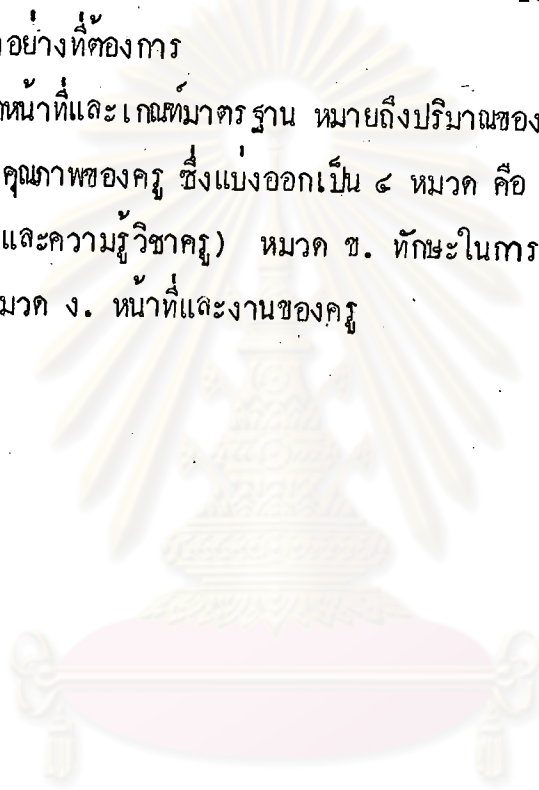 อย่างที่ต้องการ
หน้าที่และเกณฑ์มาตรฐาน หมายถึงปริมาณของ
คุณภาพของครู ซึ่งแบ่งออกเป็น ๔ หมวด คือ
และความรู้วิชาครู) หมวด ข. ทักษะในการ
มวด ง. หน้าที่และงานของครู